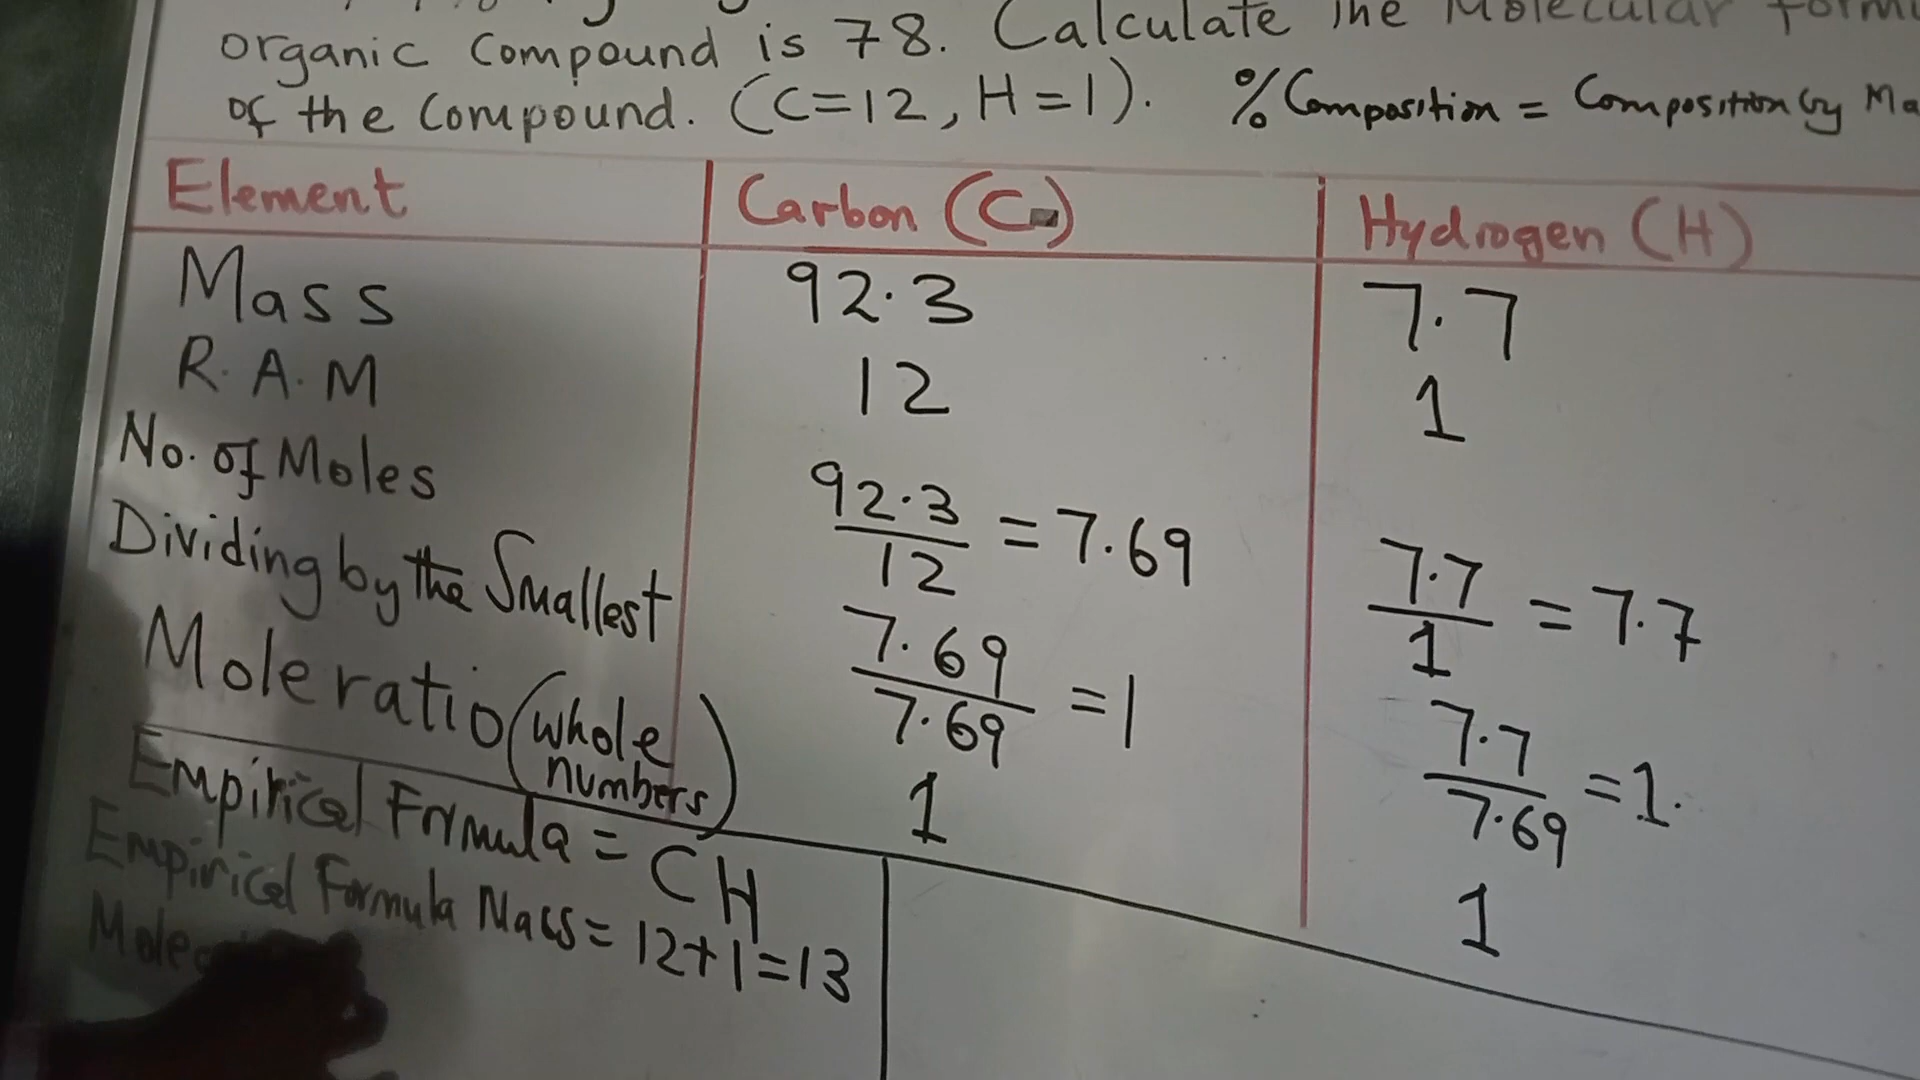 organic compound is 78. Calculate The Molecular
of the Compound. (C=12, H=1). % Composition = Composition by
Element Carbon (C) Hydrogen (H)
Mass 92.3 7.7
R.A.M 12 1
No. of Moles 92.3/12 = 7.69 7.7/1 = 7.7
Dividing by the Smallest 7.69/7.69 = 1 7.7/7.69 = 1.
Mole ratio (whole numbers) 1 1
Empirical Formula = CH
Empirical Formula Mass = 12+1=13